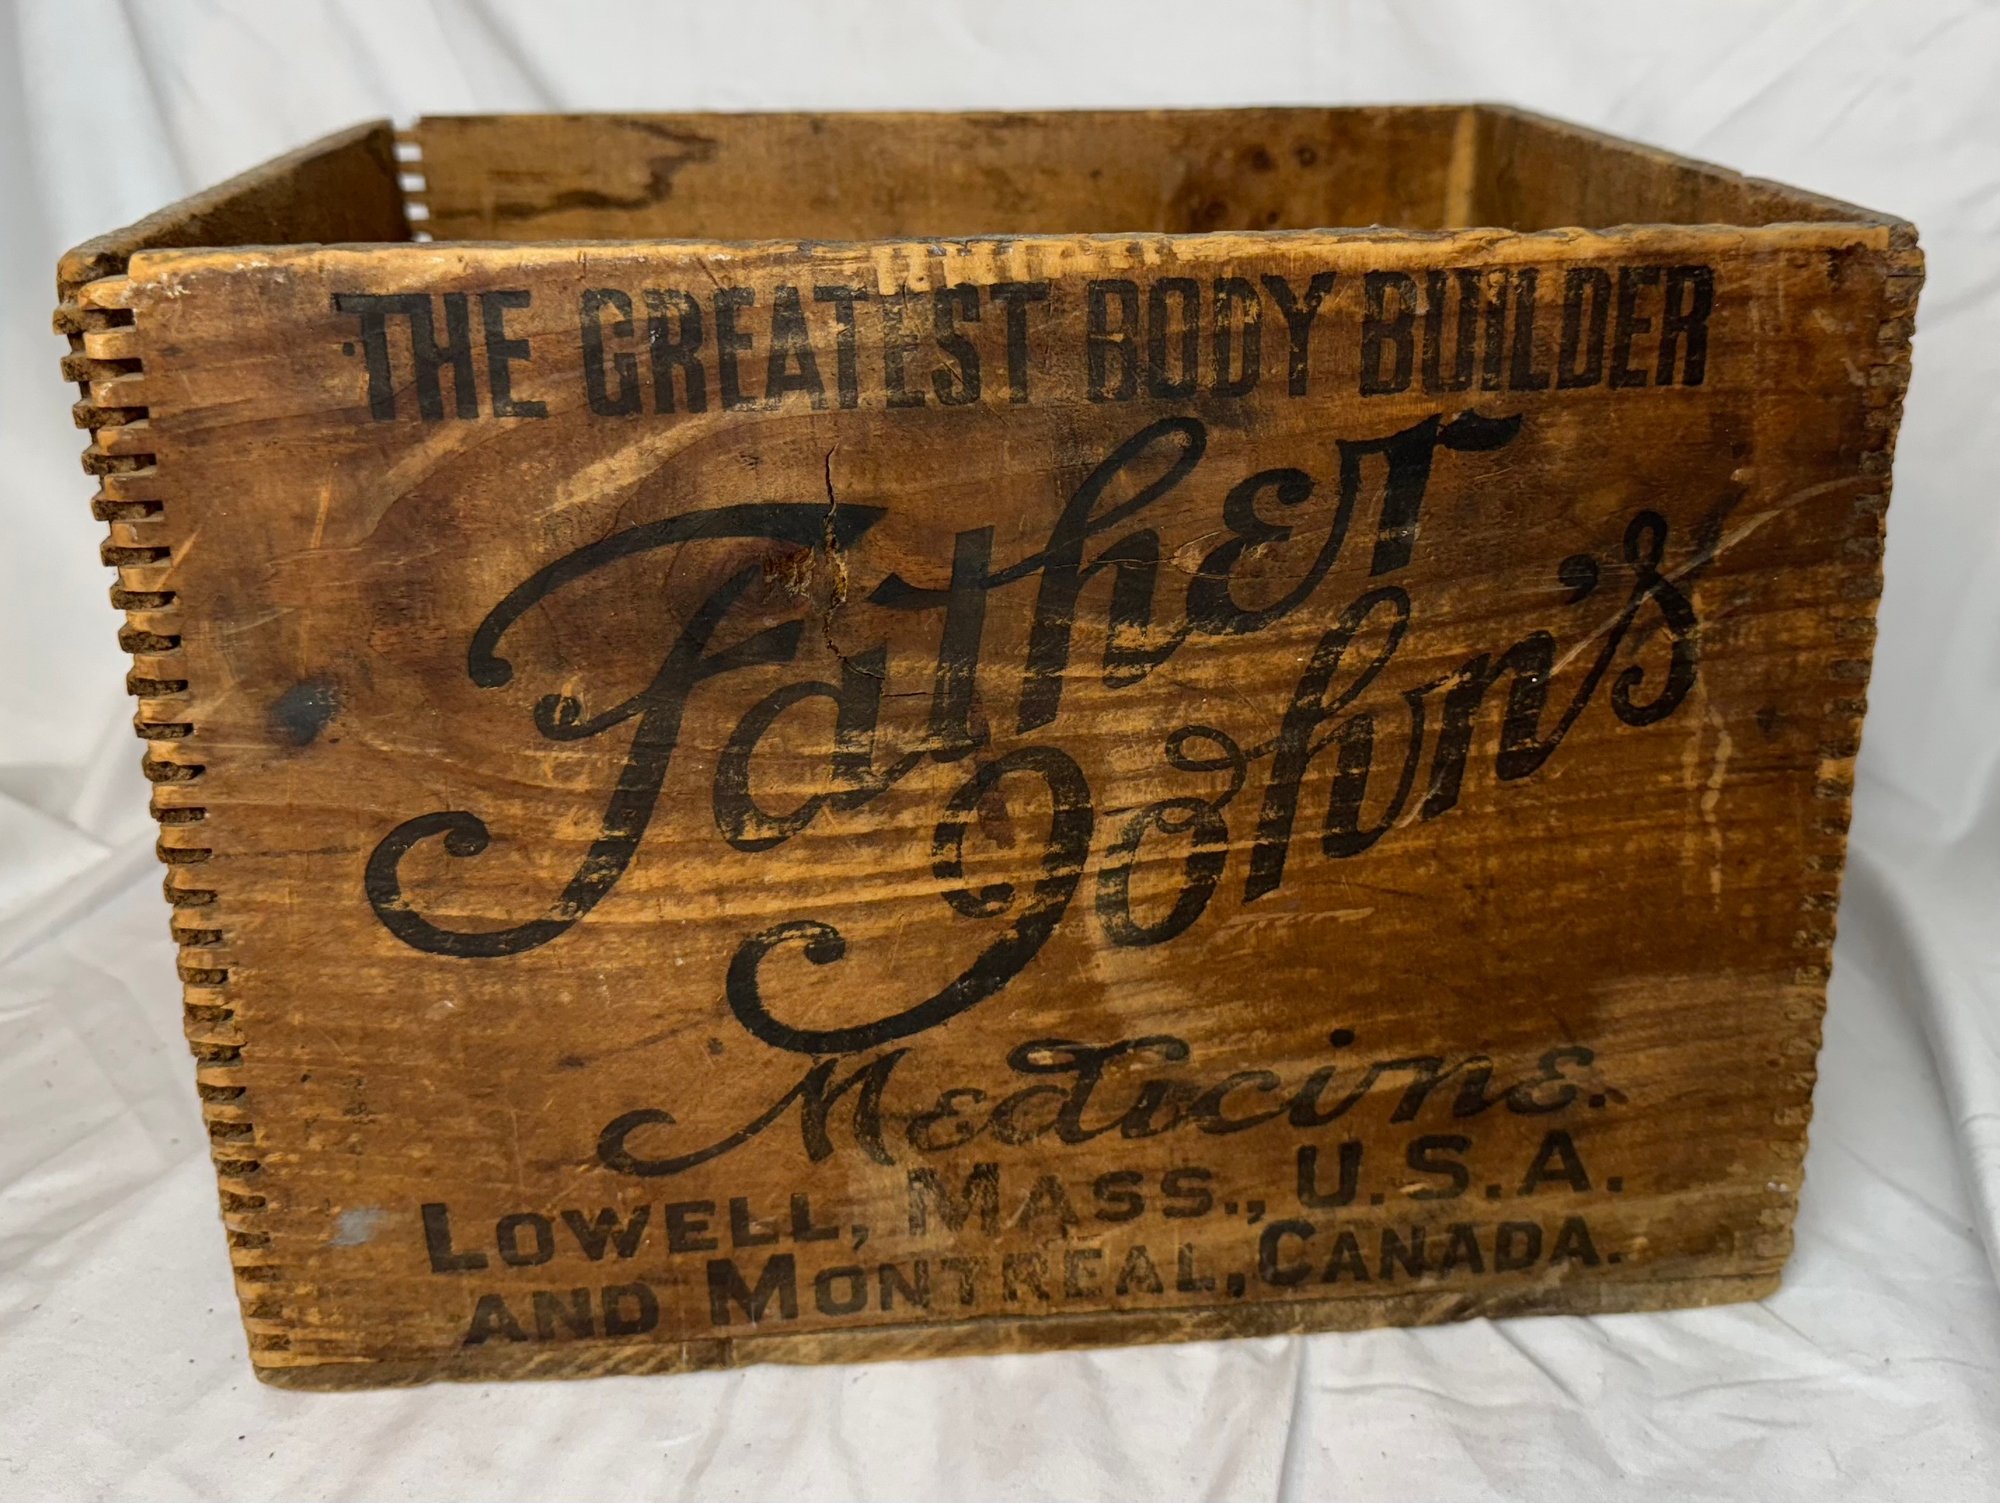 THE GREATEST BODY BUILDER
Father
John's
Medicine.
LOWELL, MASS., U.S.A.
AND MONTREAL, CANADA.